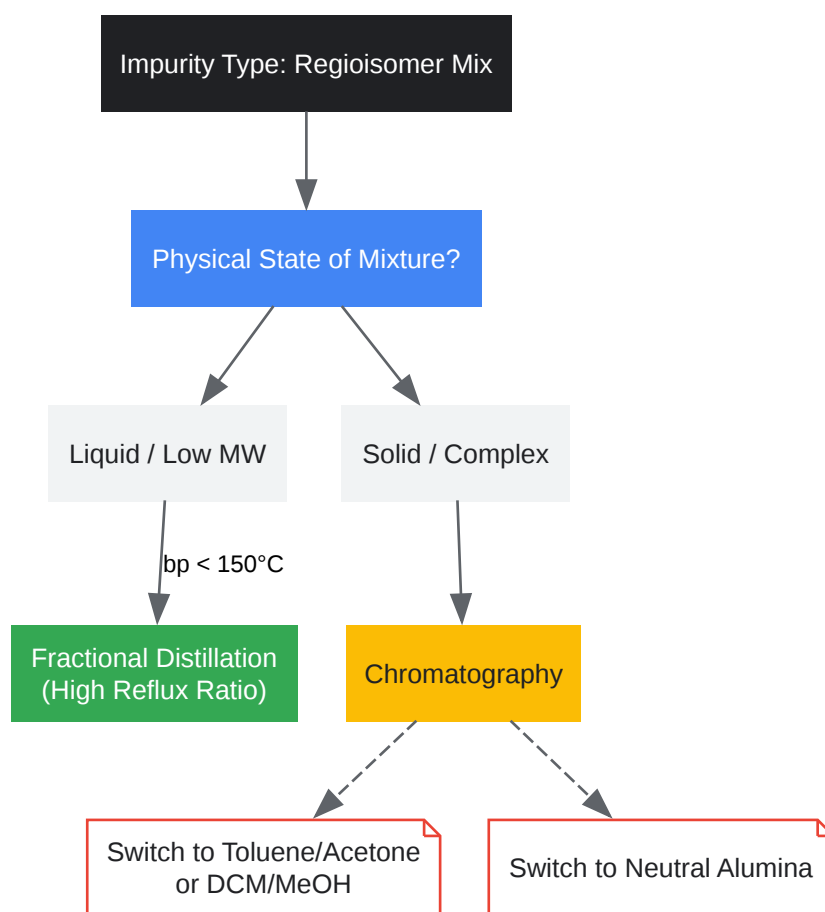 Impurity Type: Regioisomer Mix
Physical State of Mixture?
Liquid / Low MW
Solid / Complex
bp < 150°C
Fractional Distillation
(High Reflux Ratio)
Chromatography
Switch to Toluene/Acetone
or DCM/MeOH
Switch to Neutral Alumina